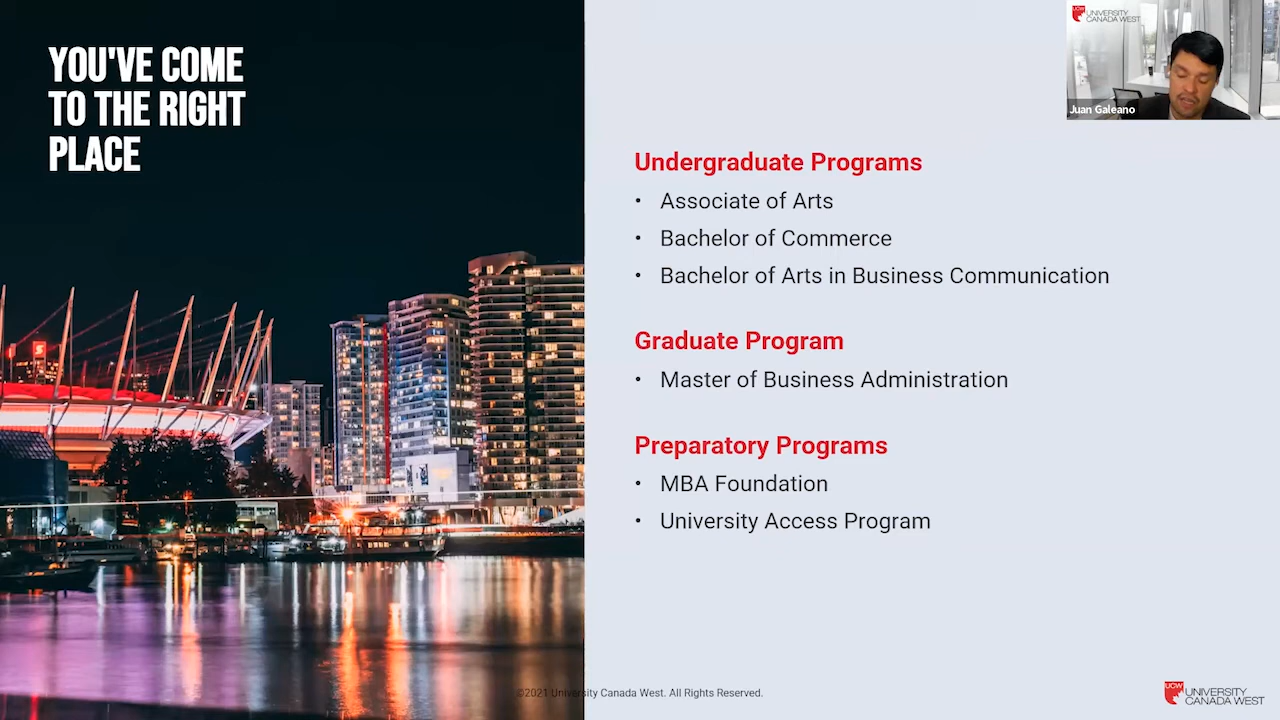 YOU'VE COME
TO THE RIGHT
PLACE
UCW
UNIVERSITY
CANADA WEST
Juan Galeano
Undergraduate Programs
• Associate of Arts
• Bachelor of Commerce
• Bachelor of Arts in Business Communication
Graduate Program
• Master of Business Administration
Preparatory Programs
• MBA Foundation
• University Access Program
©2021 University Canada West. All Rights Reserved.
UCW
UNIVERSITY
CANADA WEST